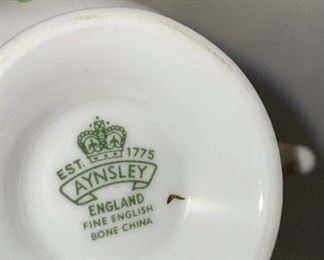 EST. 1775
AYNSLEY
ENGLAND
FINE ENGLISH
BONE CHINA